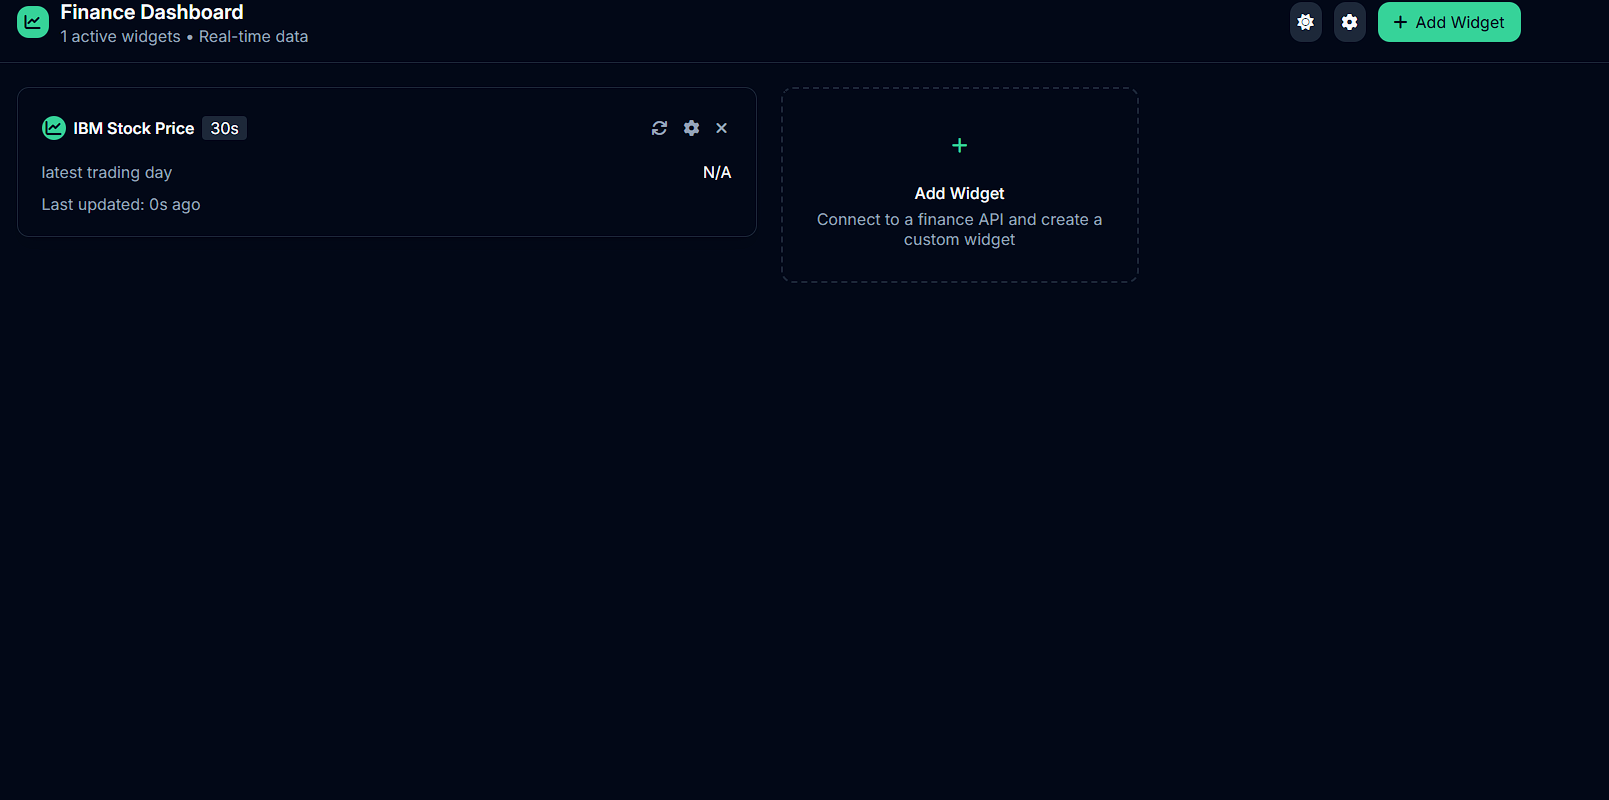 Finance Dashboard
1 active widgets • Real-time data
Add Widget
IBM Stock Price 30s
latest trading day N/A
Last updated: 0s ago
Add Widget
Connect to a finance API and create a
custom widget